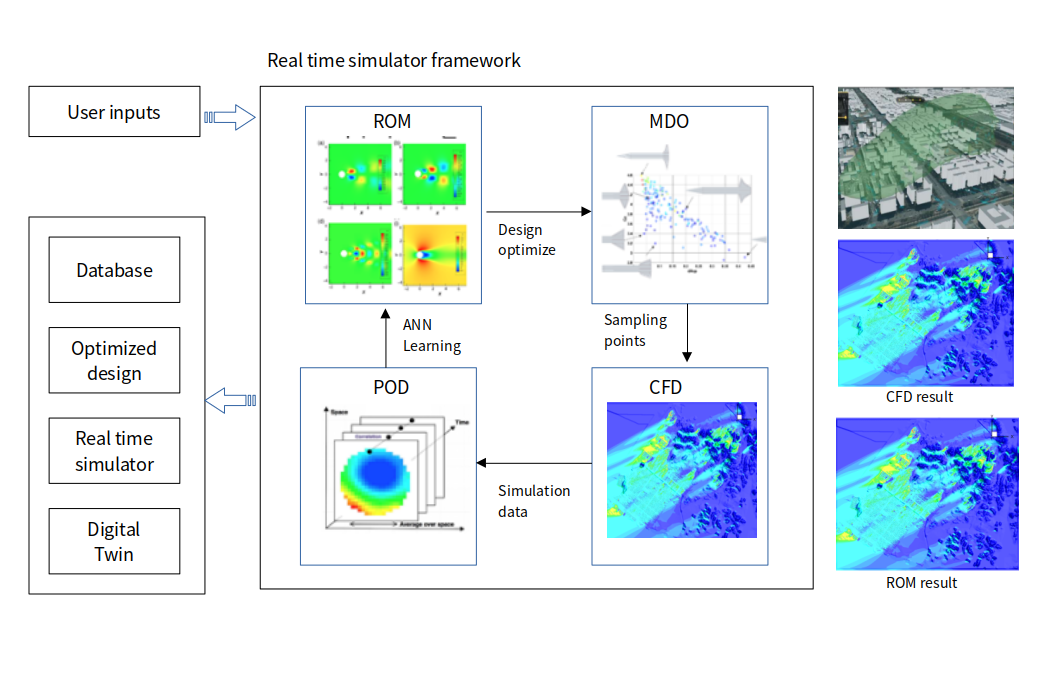 Real time simulator framework
User inputs
ROM
MDO
Design
optimize
Database
Sampling
points
ANN
Learning
Optimized
design
POD
CFD
Space
Time
Correlation
Average over space
CFD result
Real time
simulator
Simulation
data
Digital
Twin
ROM result